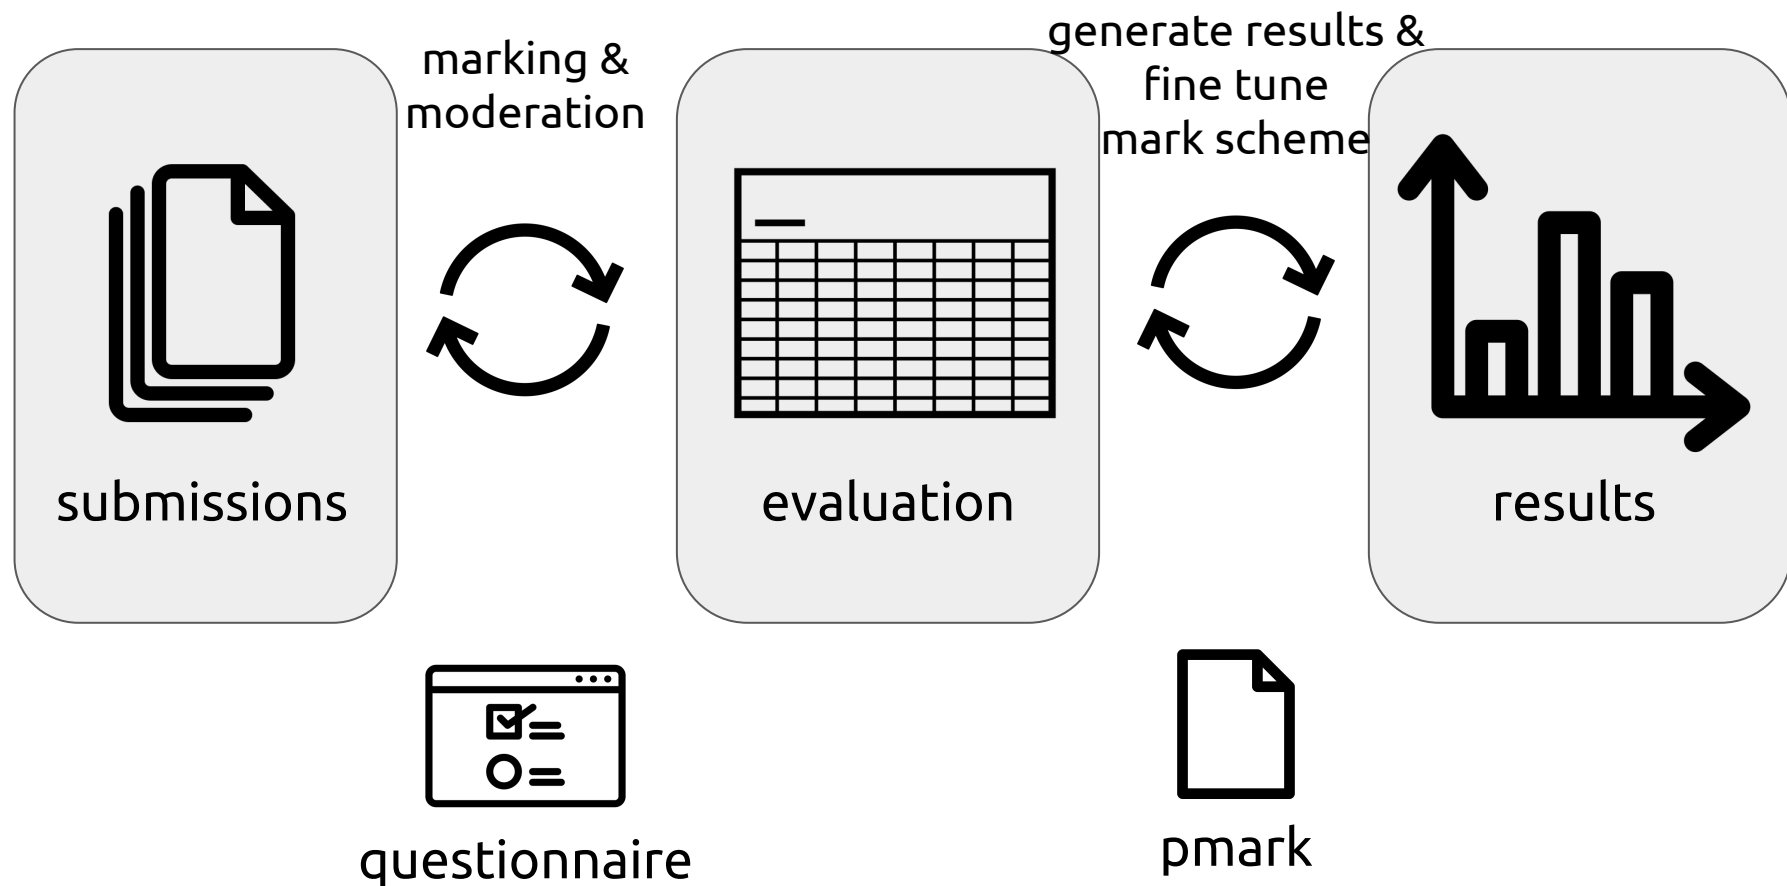 marking &
moderation
generate results &
fine tune
mark scheme
submissions
evaluation
results
questionnaire
pmark